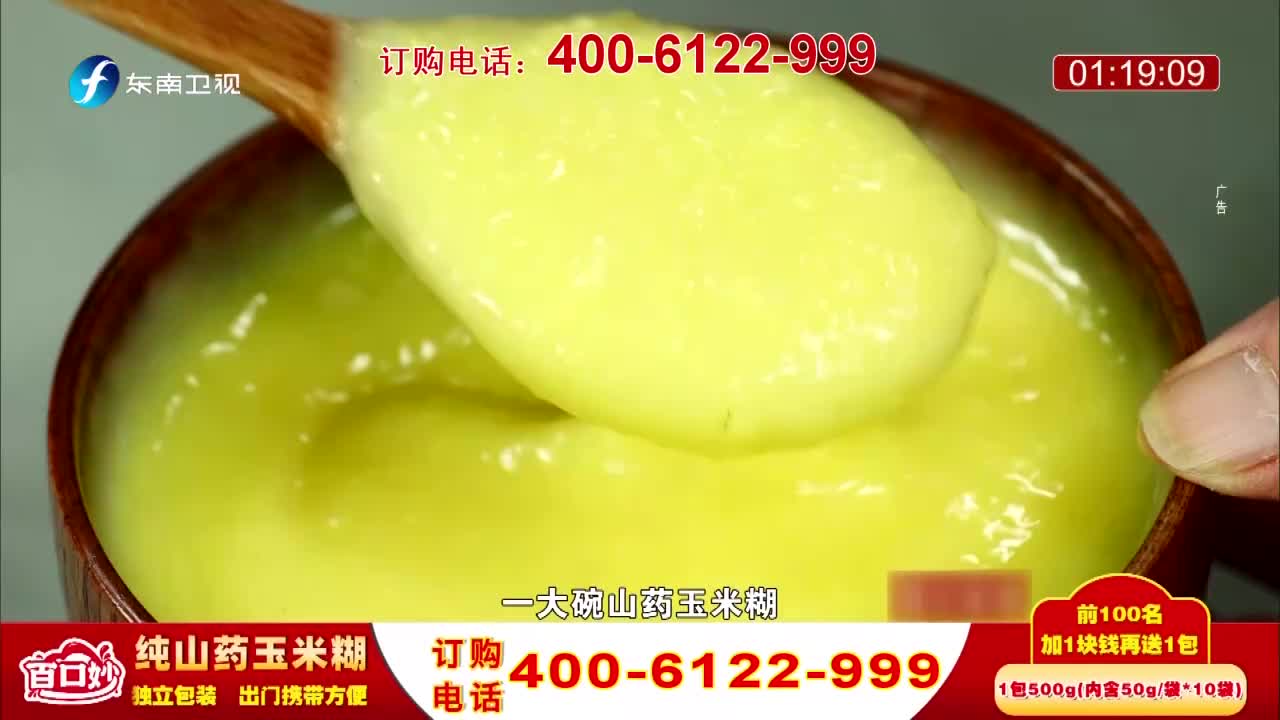 订购电话：400-6122-999
东南卫视
01:19:09
广告
一大碗山药玉米糊
百口妙
纯山药玉米糊
独立包装 出门携带方便
订购电话
400-6122-999
前100名
加1块钱再送1包
1包500g(内含50g/袋*10袋)